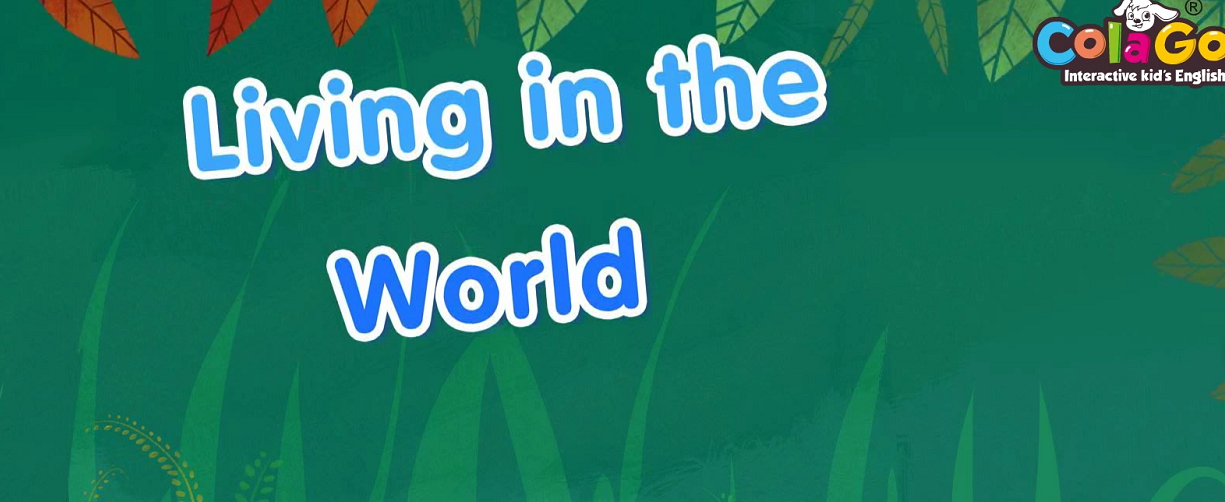 ColaGo®
Interactive kid's English
Living in the
World